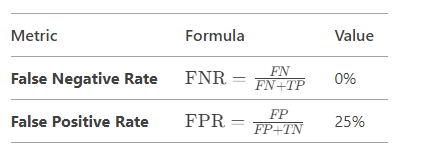 Metric Formula Value
False Negative Rate FNR = FN / FN+TP 0%
False Positive Rate FPR = FP / FP+TN 25%